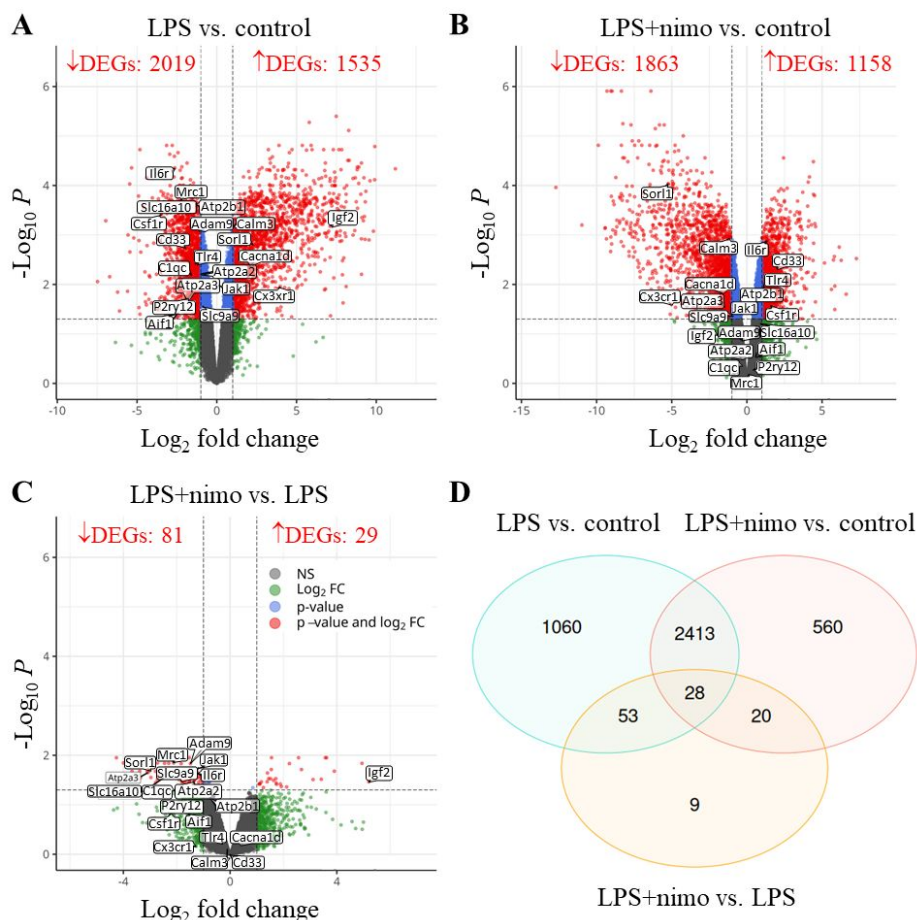 A
LPS vs. control
↓DEGs: 2019
↑DEGs: 1535
6
4
2
0
-Log10 P
Il6r
Mrc1
Slc16a10
Atp2b1
Csf1r
Adam9
Calm3
Igf2
Cd33
Sorl1
Tlr4
Cacna1d
C1qc
Atp2a2
Atp2a3
Jak1
Cx3xr1
P2ry12
Slc9a9
Aif1
-10
-5
0
5
10
Log2 fold change
B
LPS+nimo vs. control
↓DEGs: 1863
↑DEGs: 1158
6
4
2
0
-Log10 P
Sorl1
Calm3
Il6r
Cd33
Cacna1d
Tlr4
Cx3cr1
Atp2b1
Atp2a3
Jak1
Slc9a9
Csf1r
Igf2
Adam9
Slc16a10
Atp2a2
Aif1
C1qc
P2ry12
Mrc1
-15
-10
-5
0
5
Log2 fold change
C
LPS+nimo vs. LPS
↓DEGs: 81
↑DEGs: 29
NS
Log2 FC
p-value
p –value and log2 FC
6
4
2
0
-Log10 P
Adam9
Mrc1
Sorl1
Jak1
Igf2
Atp2a3
Slc9a9
Il6r
Slc16a10
C1qc
Atp2a2
P2ry12
Atp2b1
Csf1r
Aif1
Tlr4
Cacna1d
Cx3cr1
Calm3
Cd33
-4
0
4
Log2 fold change
D
LPS vs. control
LPS+nimo vs. control
1060
2413
560
28
53
20
9
LPS+nimo vs. LPS